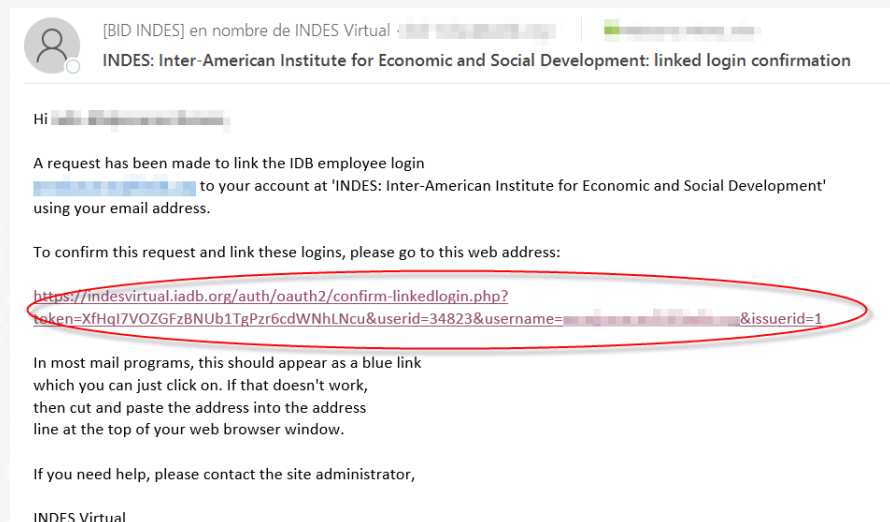 [BID INDES] en nombre de INDES Virtual
INDES: Inter-American Institute for Economic and Social Development: linked login confirmation
Hi
A request has been made to link the IDB employee login
to your account at 'INDES: Inter-American Institute for Economic and Social Development'
using your email address.
To confirm this request and link these logins, please go to this web address:
https://indesvirtual.iadb.org/auth/oauth2/confirm-linkedlogin.php?
token=XfHqI7VOZGFzBNUb1TgPzr6cdWNhLNcu&userid=34823&username= &issuerid=1
In most mail programs, this should appear as a blue link
which you can just click on. If that doesn't work,
then cut and paste the address into the address
line at the top of your web browser window.
If you need help, please contact the site administrator,
INDES Virtual